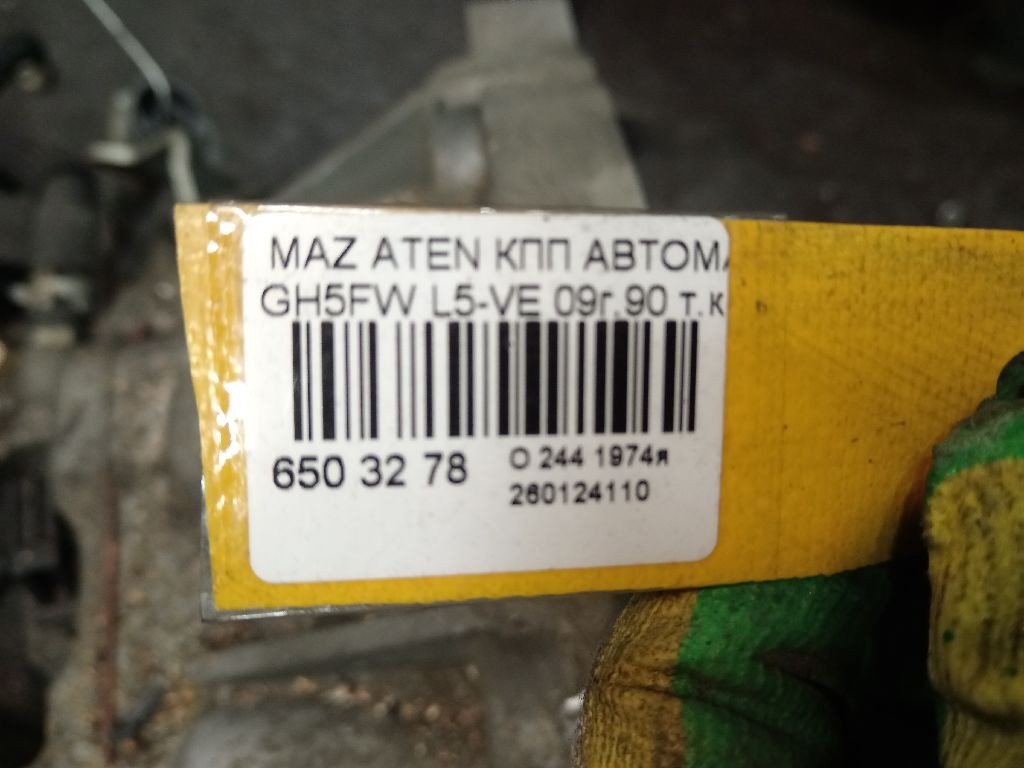 MAZ ATEN КПП АВТОМА
GH5FW L5-VE 09г.90 т.к
650 32 78
О 244 1974я
260124110